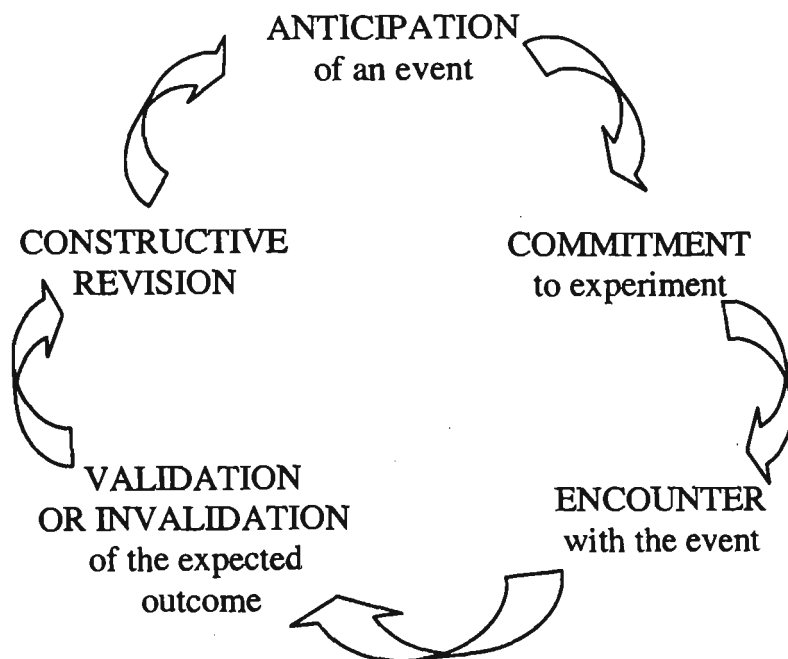 ANTICIPATION
of an event
COMMITMENT
to experiment
ENCOUNTER
with the event
VALIDATION
OR INVALIDATION
of the expected
outcome
CONSTRUCTIVE
REVISION